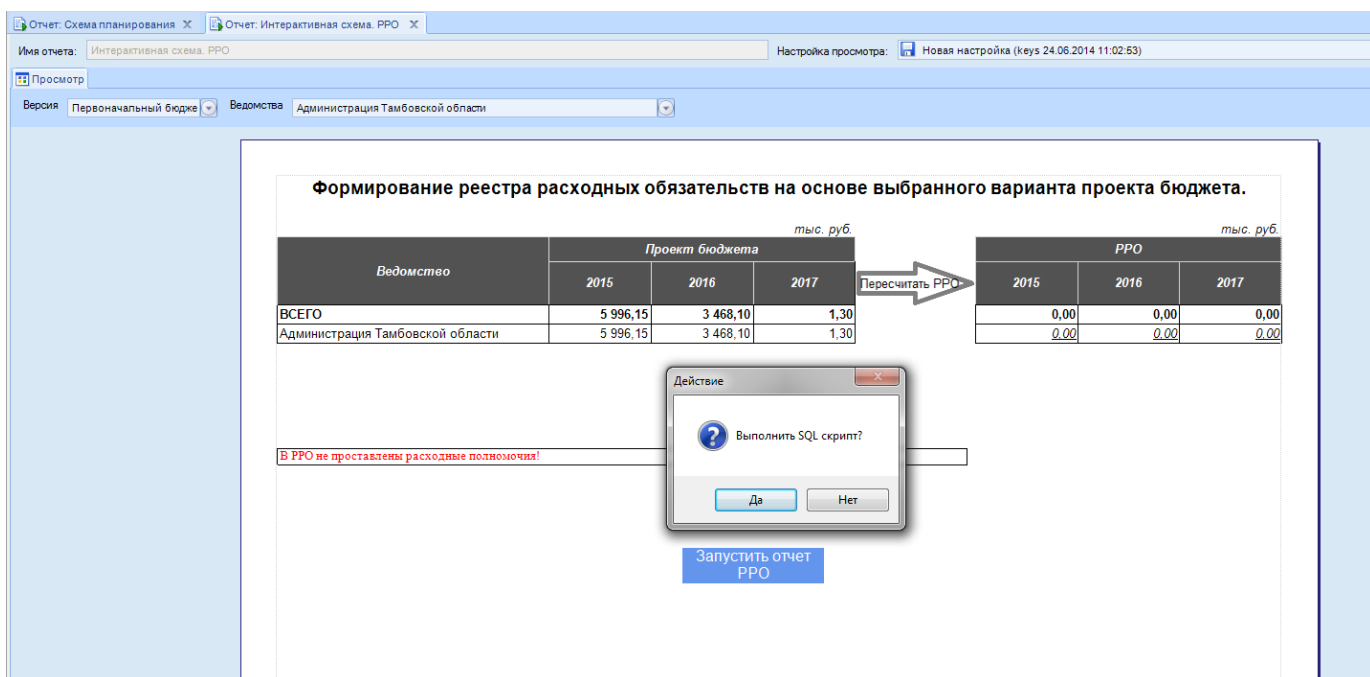 Отчет: Схема планирования X Отчет: Интерактивная схема. РРО X
Имя отчета: Интерактивная схема. РРО Настройка просмотра: Новая настройка (keys 24.06.2014 11:02:53)
Просмотр
Версия Первоначальный бюдже Ведомства Администрация Тамбовской области
Формирование реестра расходных обязательств на основе выбранного варианта проекта бюджета.
тыс. руб. тыс. руб.
Ведомство Проект бюджета РРО
2015 2016 2017 Пересчитать РРО 2015 2016 2017
ВСЕГО 5 996,15 3 468,10 1,30 0,00 0,00 0,00
Администрация Тамбовской области 5 996,15 3 468,10 1,30 0,00 0,00 0,00
Действие
Выполнить SQL скрипт?
В РРО не проставлены расходные полномочия!
Да Нет
Запустить отчет
РРО